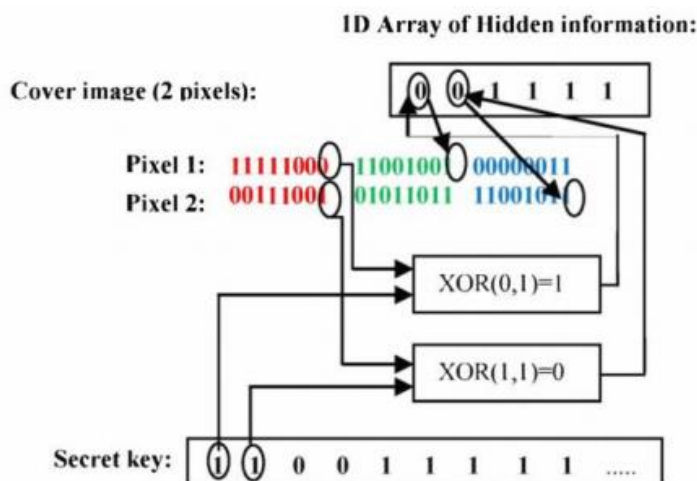 1D Array of Hidden information:
Cover image (2 pixels): 0 0 1 1 1 1
Pixel 1: 11111000 11001001 00000011
Pixel 2: 00111001 01011011 11001011
XOR(0,1)=1
XOR(1,1)=0
Secret key: 1 1 0 0 1 1 1 1 1 .....